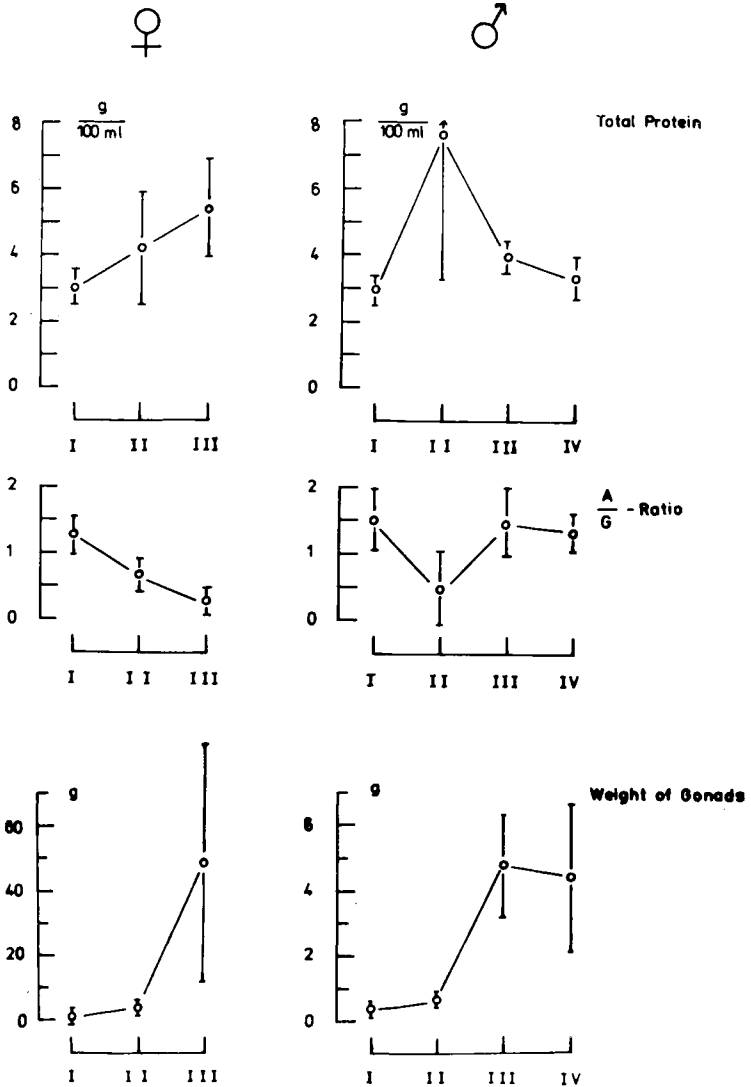 ♀ ♂
g/100 ml g/100 ml Total Protein
8 8
6 6
4 4
2 2
0 0
I II III I II III IV
2 2 A/G - Ratio
1 1
0 0
I II III I II III IV
g g Weight of Gonads
60 6
40 4
20 2
0 0
I II III I II III IV